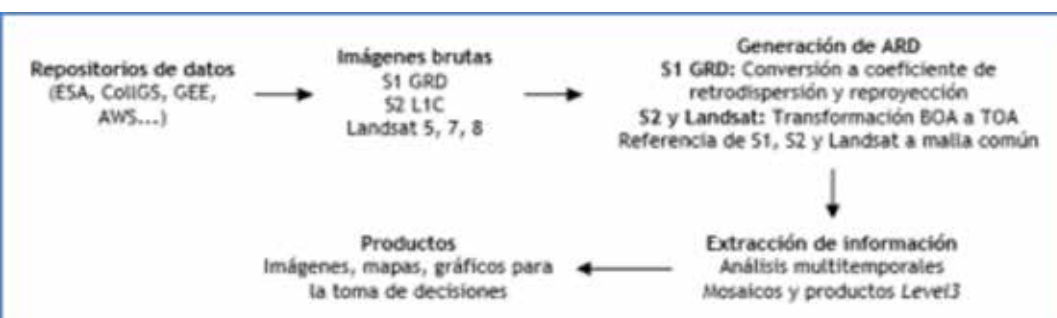 Repositorios de datos
(ESA, CollGS, GEE,
AWS...)
Imágenes brutas
S1 GRD
S2 L1C
Landsat 5, 7, 8
Generación de ARD
S1 GRD: Conversión a coeficiente de
retrodispersión y reproyección
S2 y Landsat: Transformación BOA a TOA
Referencia de S1, S2 y Landsat a malla común
Extracción de información
Análisis multitemporales
Mosaicos y productos Level3
Productos
Imágenes, mapas, gráficos para
la toma de decisiones